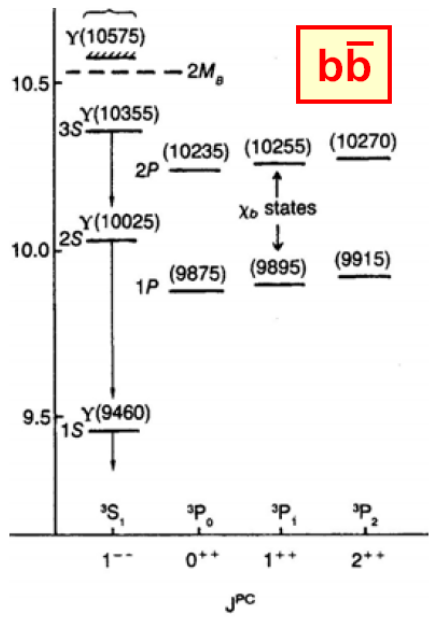 Υ(10575)
bb̄
2M_B
10.5
Υ(10355)
3S
(10235)
(10255)
(10270)
2P
χ_b states
Υ(10025)
2S
10.0
(9875)
(9895)
(9915)
1P
9.5
Υ(9460)
1S
³S₁
³P₀
³P₁
³P₂
1⁻⁻
0⁺⁺
1⁺⁺
2⁺⁺
J^PC